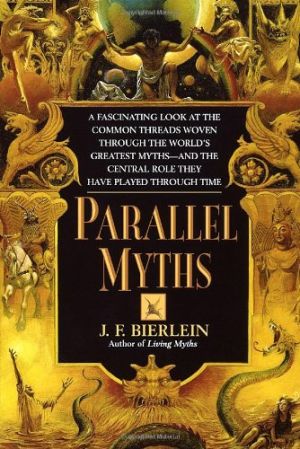 A FASCINATING LOOK AT THE
COMMON THREADS WOVEN
THROUGH THE WORLD'S
GREATEST MYTHS—AND THE
CENTRAL ROLE THEY
HAVE PLAYED THROUGH TIME
PARALLEL
MYTHS
J. F. BIERLEIN
Author of Living Myths